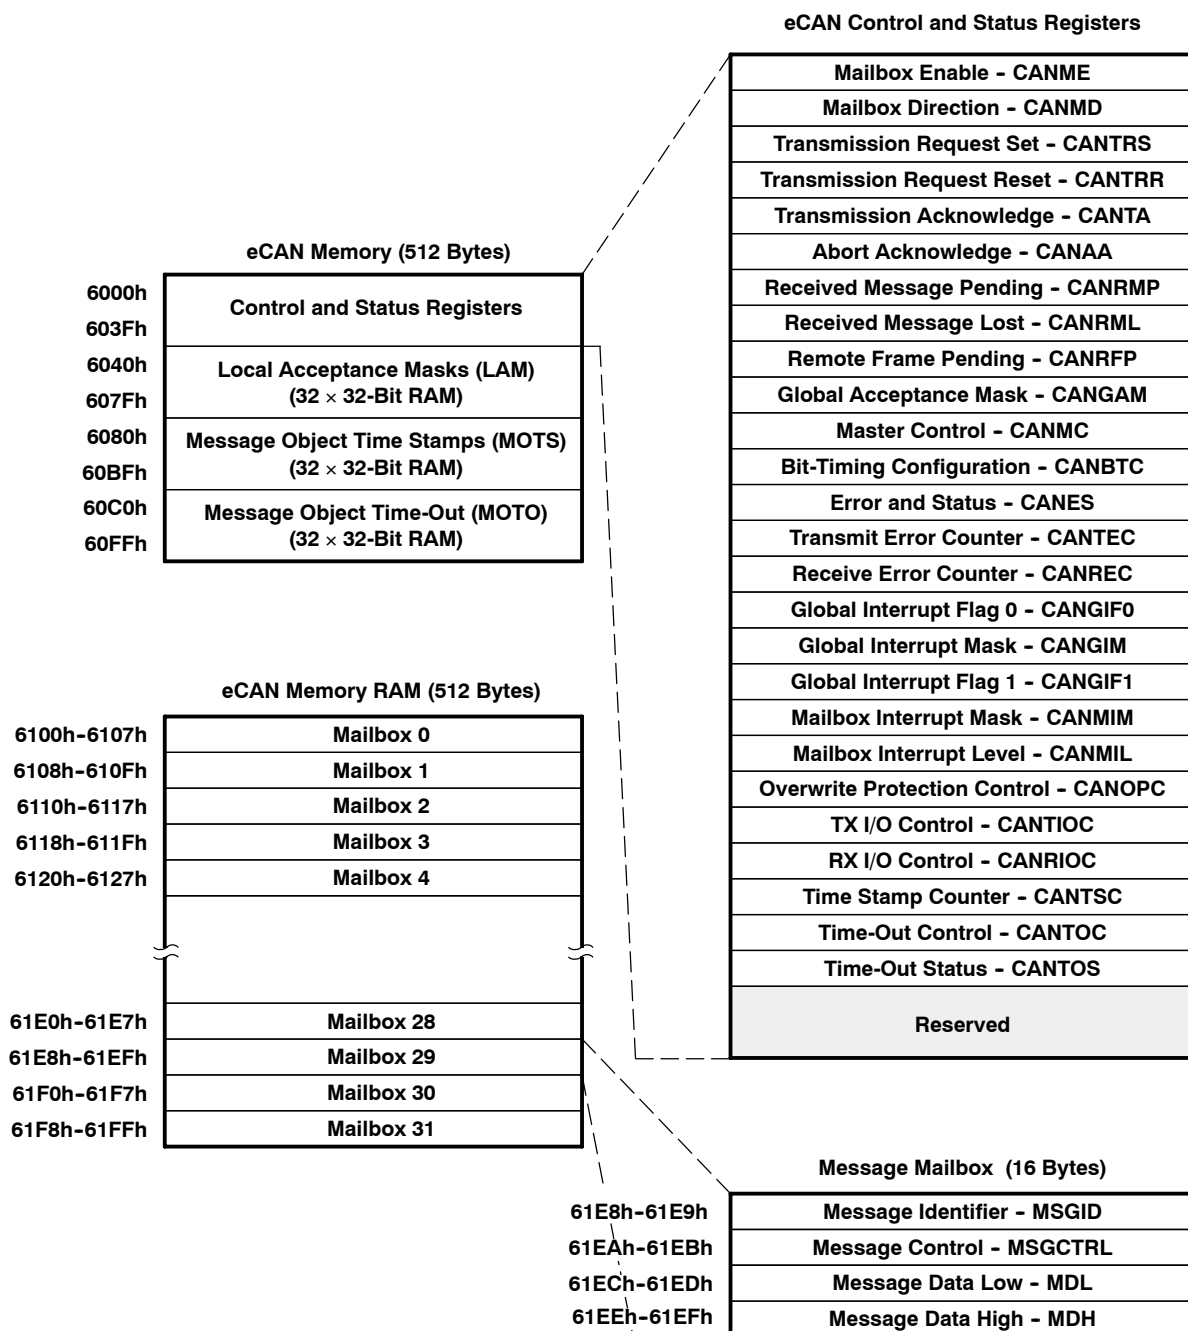 eCAN Control and Status Registers
Mailbox Enable - CANME
Mailbox Direction - CANMD
Transmission Request Set - CANTRS
Transmission Request Reset - CANTRR
Transmission Acknowledge - CANTA
Abort Acknowledge - CANAA
Received Message Pending - CANRMP
Received Message Lost - CANRML
Remote Frame Pending - CANRFP
Global Acceptance Mask - CANGAM
Master Control - CANMC
Bit-Timing Configuration - CANBTC
Error and Status - CANES
Transmit Error Counter - CANTEC
Receive Error Counter - CANREC
Global Interrupt Flag 0 - CANGIF0
Global Interrupt Mask - CANGIM
Global Interrupt Flag 1 - CANGIF1
Mailbox Interrupt Mask - CANMIM
Mailbox Interrupt Level - CANMIL
Overwrite Protection Control - CANOPC
TX I/O Control - CANTIOC
RX I/O Control - CANRIOC
Time Stamp Counter - CANTSC
Time-Out Control - CANTOC
Time-Out Status - CANTOS
Reserved
eCAN Memory (512 Bytes)
6000h
Control and Status Registers
603Fh
6040h
Local Acceptance Masks (LAM)
(32 × 32-Bit RAM)
607Fh
6080h
Message Object Time Stamps (MOTS)
(32 × 32-Bit RAM)
60BFh
60C0h
Message Object Time-Out (MOTO)
(32 × 32-Bit RAM)
60FFh
eCAN Memory RAM (512 Bytes)
6100h-6107h Mailbox 0
6108h-610Fh Mailbox 1
6110h-6117h Mailbox 2
6118h-611Fh Mailbox 3
6120h-6127h Mailbox 4
61E0h-61E7h Mailbox 28
61E8h-61EFh Mailbox 29
61F0h-61F7h Mailbox 30
61F8h-61FFh Mailbox 31
Message Mailbox (16 Bytes)
61E8h-61E9h Message Identifier - MSGID
61EAh-61EBh Message Control - MSGCTRL
61ECh-61EDh Message Data Low - MDL
61EEh-61EFh Message Data High - MDH